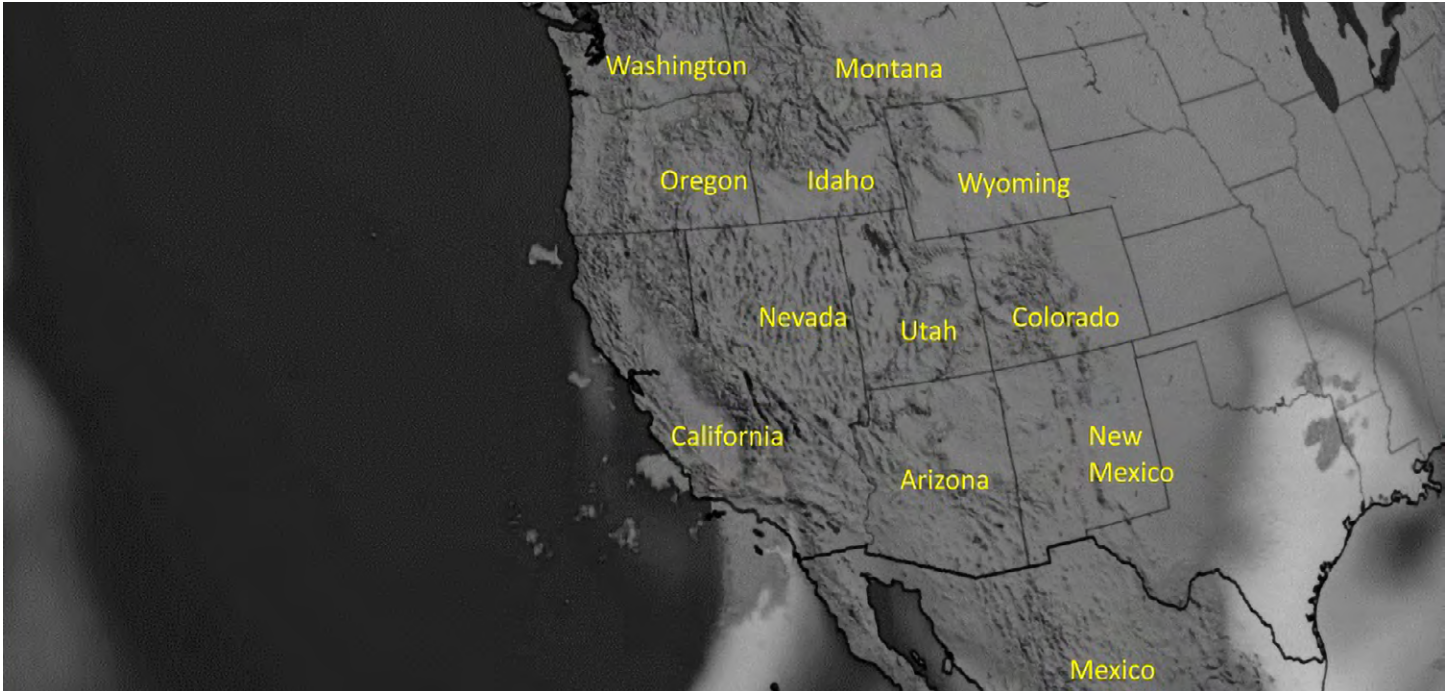 Washington
Montana
Oregon
Idaho
Wyoming
Nevada
Utah
Colorado
California
Arizona
New
Mexico
Mexico